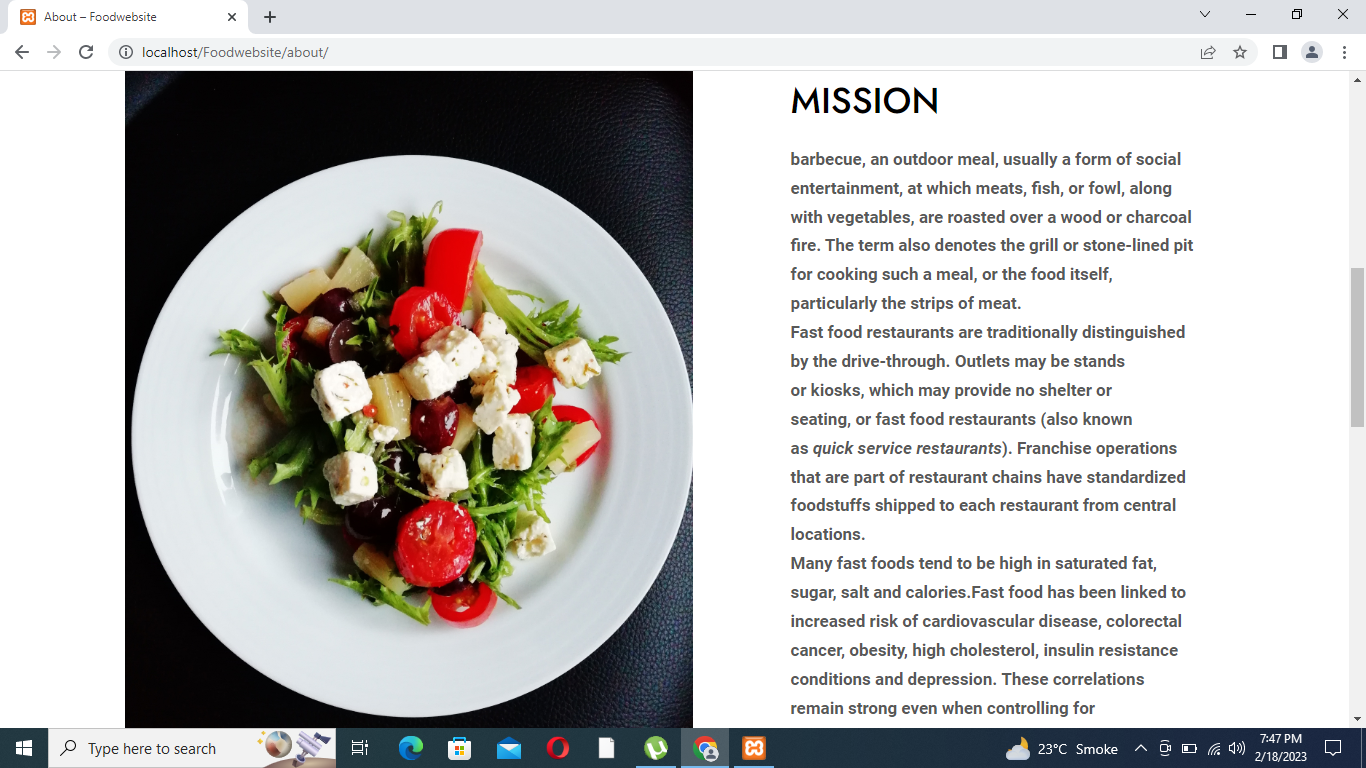 About – Foodwebsite
localhost/Foodwebsite/about/
MISSION
barbecue, an outdoor meal, usually a form of social
entertainment, at which meats, fish, or fowl, along
with vegetables, are roasted over a wood or charcoal
fire. The term also denotes the grill or stone-lined pit
for cooking such a meal, or the food itself,
particularly the strips of meat.
Fast food restaurants are traditionally distinguished
by the drive-through. Outlets may be stands
or kiosks, which may provide no shelter or
seating, or fast food restaurants (also known
as quick service restaurants). Franchise operations
that are part of restaurant chains have standardized
foodstuffs shipped to each restaurant from central
locations.
Many fast foods tend to be high in saturated fat,
sugar, salt and calories.Fast food has been linked to
increased risk of cardiovascular disease, colorectal
cancer, obesity, high cholesterol, insulin resistance
conditions and depression. These correlations
remain strong even when controlling for
Type here to search
23°C Smoke
7:47 PM
2/18/2023